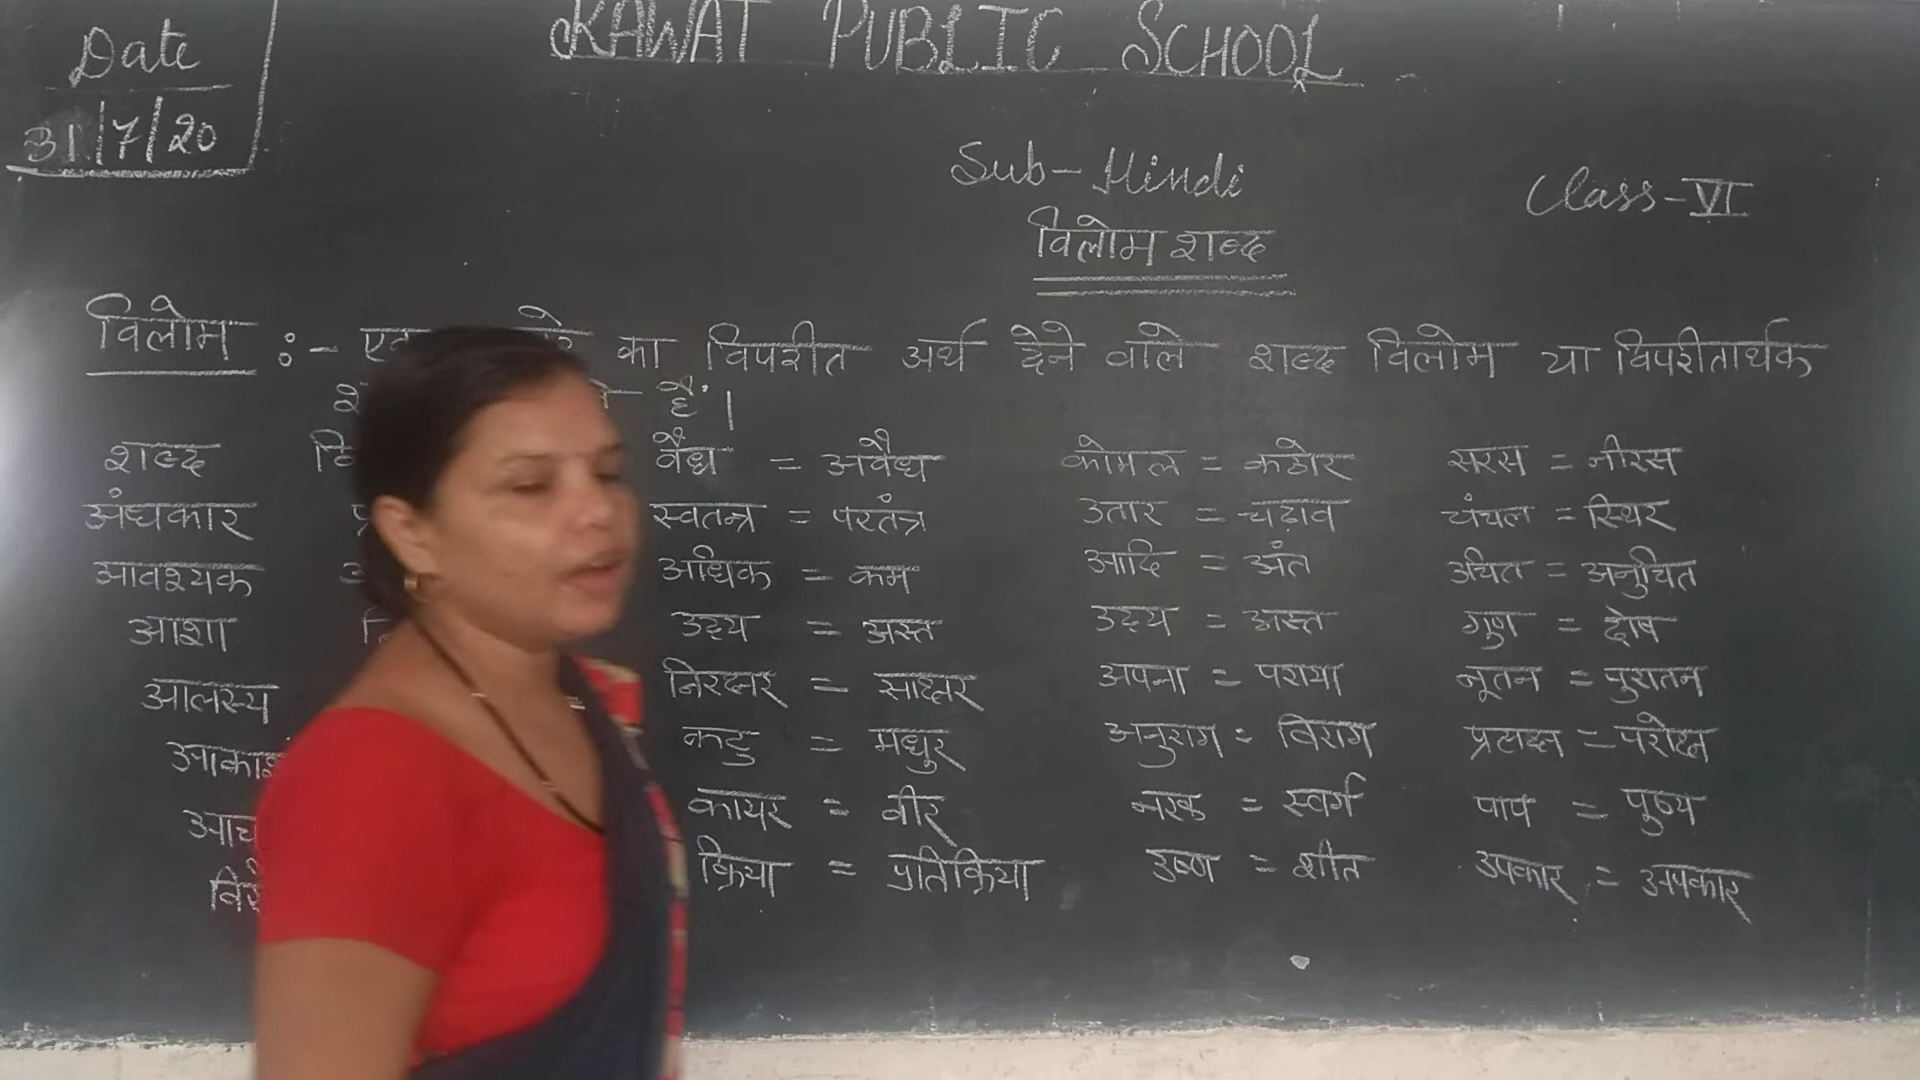 KAWAT PUBLIC SCHOOL
Date
31/7/20
Sub-Hindi
Class-VI
विलोम शब्द
विलोम :- का विपरीत अर्थ देने वाले शब्द विलोम या विपरीतार्थक
हैं।
शब्द वैध = अवैध कोमल = कठोर सरस = नीरस
अंधकार स्वतन्त्र = परतंत्र उतार = चढ़ाव चंचल = स्थिर
आवश्यक अधिक = कम आदि = अंत उचित = अनुचित
आशा उदय = अस्त उदय = अस्त गुण = दोष
आलस्य निरक्षर = साक्षर अपना = पराया नूतन = पुरातन
कटु = मधुर अनुराग = विराग प्रत्यक्ष = परोक्ष
कायर = वीर नरक = स्वर्ग पाप = पुण्य
क्रिया = प्रतिक्रिया उष्ण = शीत उपकार = अपकार